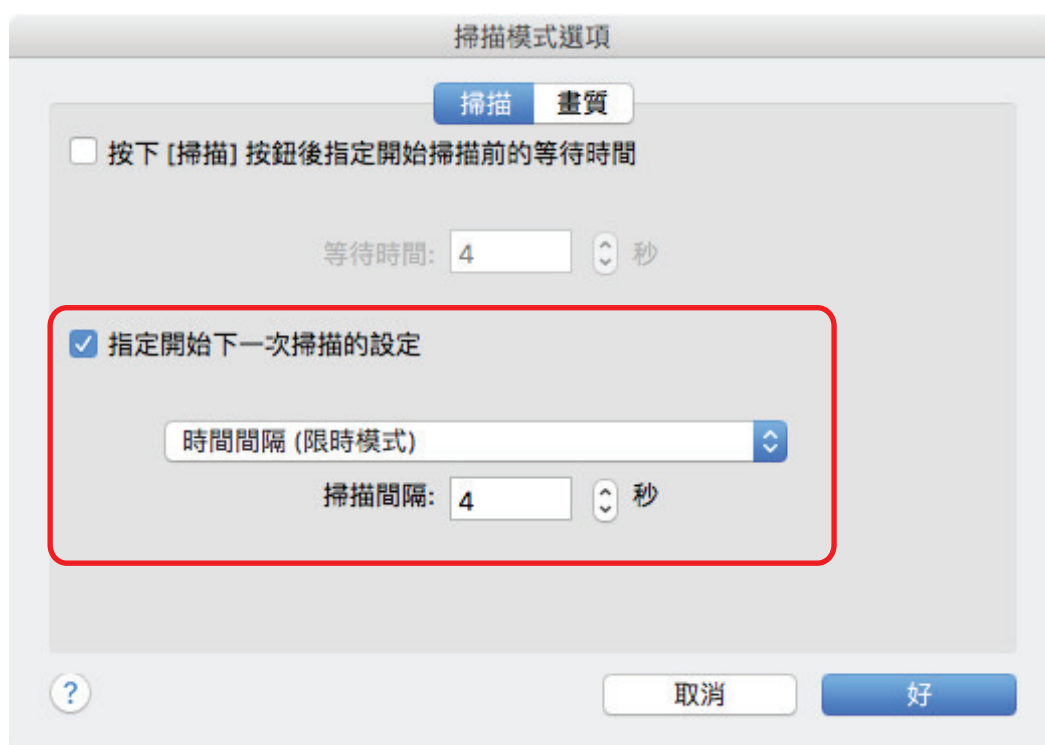 掃描模式選項
掃描 畫質
按下 [掃描] 按鈕後指定開始掃描前的等待時間
等待時間: 4 秒
指定開始下一次掃描的設定
時間間隔 (限時模式)
掃描間隔: 4 秒
? 取消 好